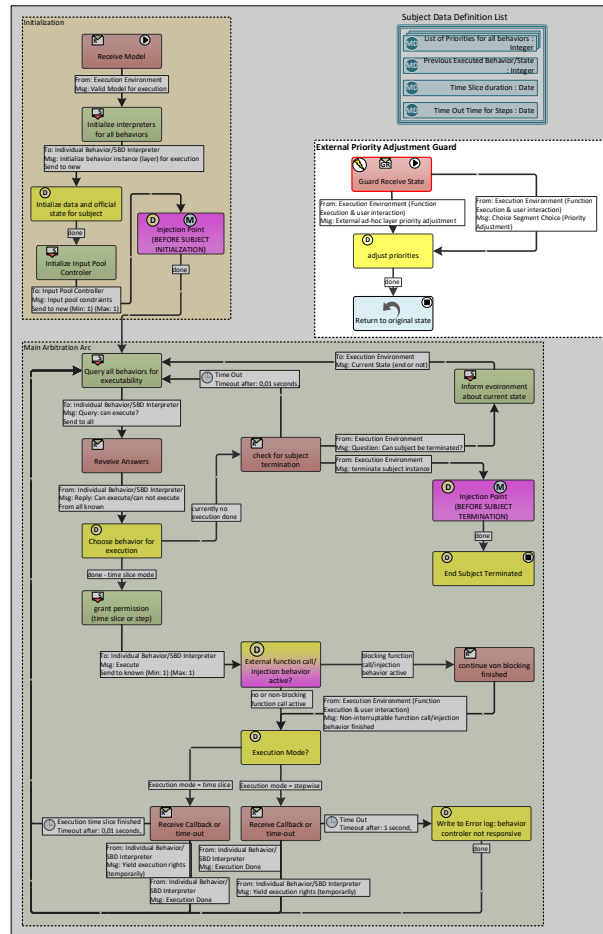 Initialization
Receive Model
From: Execution Environment
Msg: Valid Model for execution
Initialize interpreters
for all behaviors
To: Individual Behavior/SBD Interpreter
Msg: Initialize behavior instance (layer) for execution
Send to new
D
Intialize data and official
state for subject
done
Intialize Input Pool
Controler
To: Input Pool Controller
Msg: Input pool constraints
Send to new (Min: 1) (Max: 1)
D M
Injection Point
(BEFORE SUBJECT
INITIALZATION)
done
Subject Data Definition List
MD List of Priorities for all behaviors :
Integer
MD Previous Executed Behavior/State
: Integer
MD Time Slice duration : Date
MD Time Out Time for Steps : Date
External Priority Adjustment Guard
GR
Guard Receive State
From: Execution Environment (Function
Execution & user interaction)
Msg: External ad-hoc layer priority adjustment
From: Execution Environment (Function
Execution & user interaction)
Msg: Choice Segment Choice (Priority
Adjustment)
D
adjust priorities
done
Return to original state
Main Arbitration Arc
Query all behaviors for
executability
Time Out
Timeout after: 0,01 seconds,
To: Execution Environment
Msg: Current State (end or not)
Inform evoironment
about current state
To: Individual Behavior/SBD Interpreter
Msg: Query: can execute?
Send to all
Reveive Answers
check for subject
termination
From: Execution Environment
Msg: Question: Can subject be terminated?
From: Execution Environment
Msg: terminate subject instance
From: Individual Behavior/SBD Interpreter
Msg: Reply: Can execute/can not execute
From all known
currently no
execution done
D M
Injection Point
(BEFORE SUBJECT
TERMINATION)
done
D
Choose behavior for
execution
D
End Subject Terminated
done - time slice mode
grant permission
(time slice or step)
To: Individual Behavior/SBD Interpreter
Msg: Execute
Send to known (Min: 1) (Max: 1)
D
External function call/
injection behavior
active?
blocking function
call/injection
behavior active
continue von blocking
finished
no or non-blocking
function call active
From: Execution Environment (Function
Execution & user interaction)
Msg: Non-interruptable function call/injection
behavior finished
D
Execution Mode?
Execution mode = time slice
Execution mode = stepwise
Execution time slice finished
Timeout after: 0,01 seconds,
Receive Callback or
time-out
Receive Callback or
time-out
Time Out
Timeout after: 1 second,
D
Write to Error log: behavior
controler not responsive
done
From: Individual Behavior/
SBD Interpreter
Msg: Yield execution rights
(temporarily)
From: Individual Behavior/
SBD Interpreter
Msg: Execution Done
From: Individual Behavior/
SBD Interpreter
Msg: Execution Done
From: Individual Behavior/SBD Interpreter
Msg: Yield execution rights (temporarily)